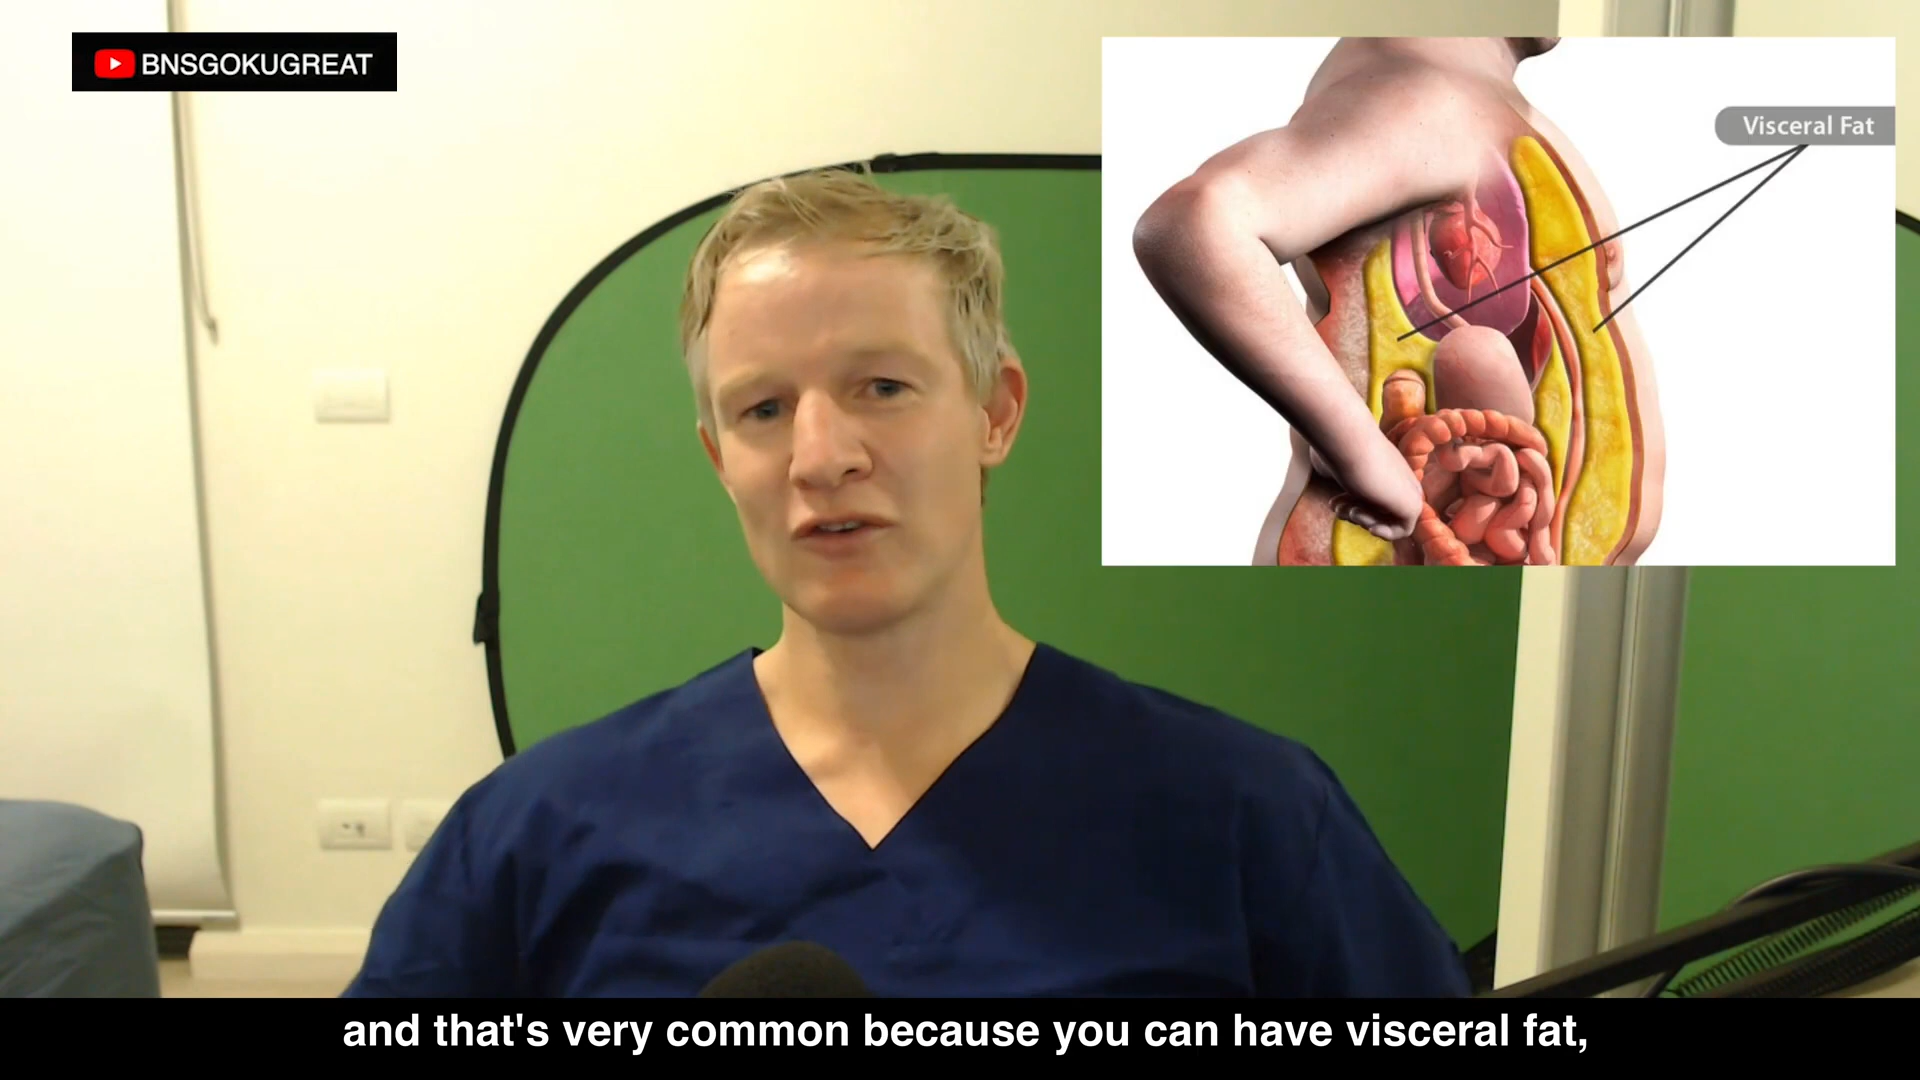 BNSGOKUGREAT
Visceral Fat
and that's very common because you can have visceral fat,